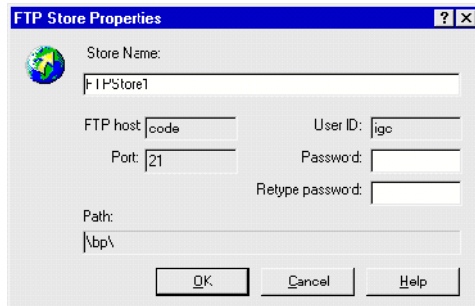 FTP Store Properties
Store Name:
FTPStore1
FTP host code User ID: igc
Port: 21 Password:
Retype password:
Path:
\bp\
OK Cancel Help